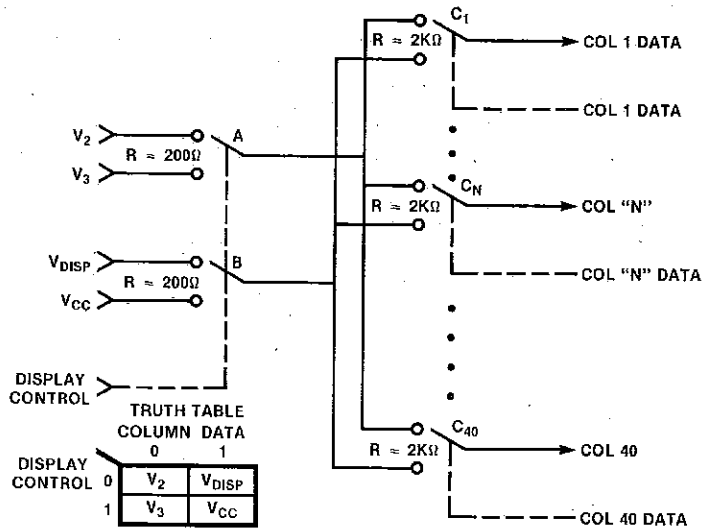 C1
R = 2KΩ
COL 1 DATA
COL 1 DATA
V2
A
R = 200Ω
V3
CN
R = 2KΩ
COL "N"
VDISP
B
R = 200Ω
VCC
COL "N" DATA
DISPLAY
CONTROL
TRUTH TABLE
COLUMN DATA
0 1
DISPLAY
CONTROL
0 V2 VDISP
1 V3 VCC
C40
R = 2KΩ
COL 40
COL 40 DATA